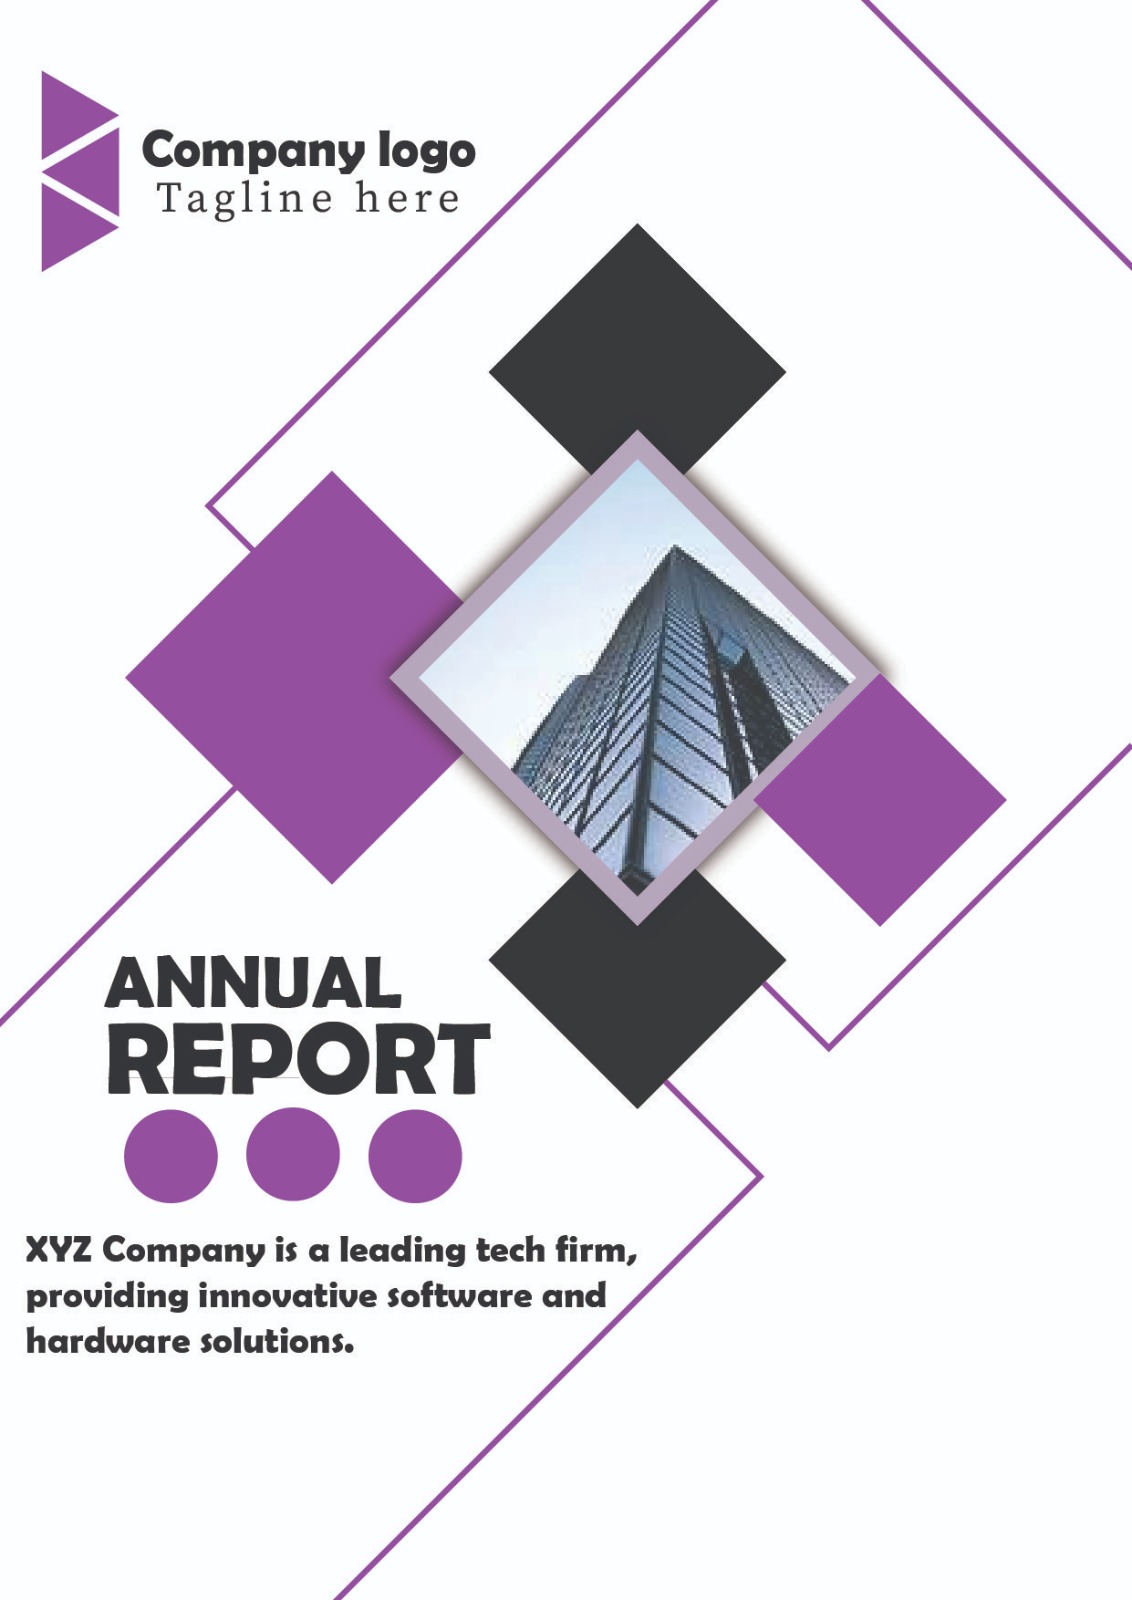 Company logo
Tagline here
ANNUAL
REPORT
XYZ Company is a leading tech firm,
providing innovative software and
hardware solutions.